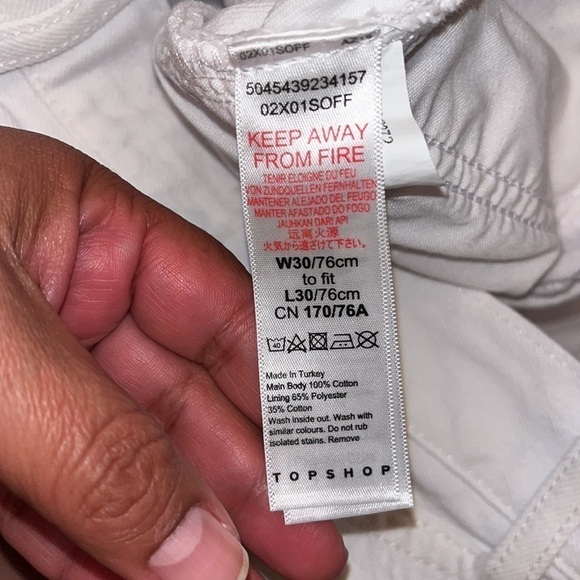 02X01SOFF
5045439234157
02X01SOFF
KEEP AWAY
FROM FIRE
TENIR ELOIGNE DU FEU
VON ZUNDQUELLEN FERNHALTEN
MANTENER ALEJADO DEL FUEGO
MANTER AFASTADO DO FOGO
JAUHKAN DARI API
远离火源
火気から遠ざけて下さい。
W30/76cm
to fit
L30/76cm
CN 170/76A
40
Made in Turkey
Main Body 100% Cotton
Lining 65% Polyester
35% Cotton
Wash inside out. Wash with
similar colours. Do not rub
isolated stains. Remove
TOPSHOP